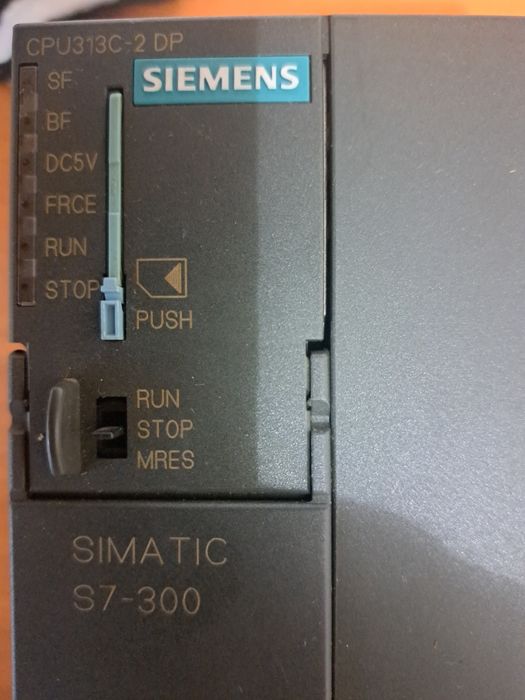 CPU313C-2 DP
SIEMENS
SF
BF
DC5V
FRCE
RUN
STOP
PUSH
RUN
STOP
MRES
SIMATIC
S7-300